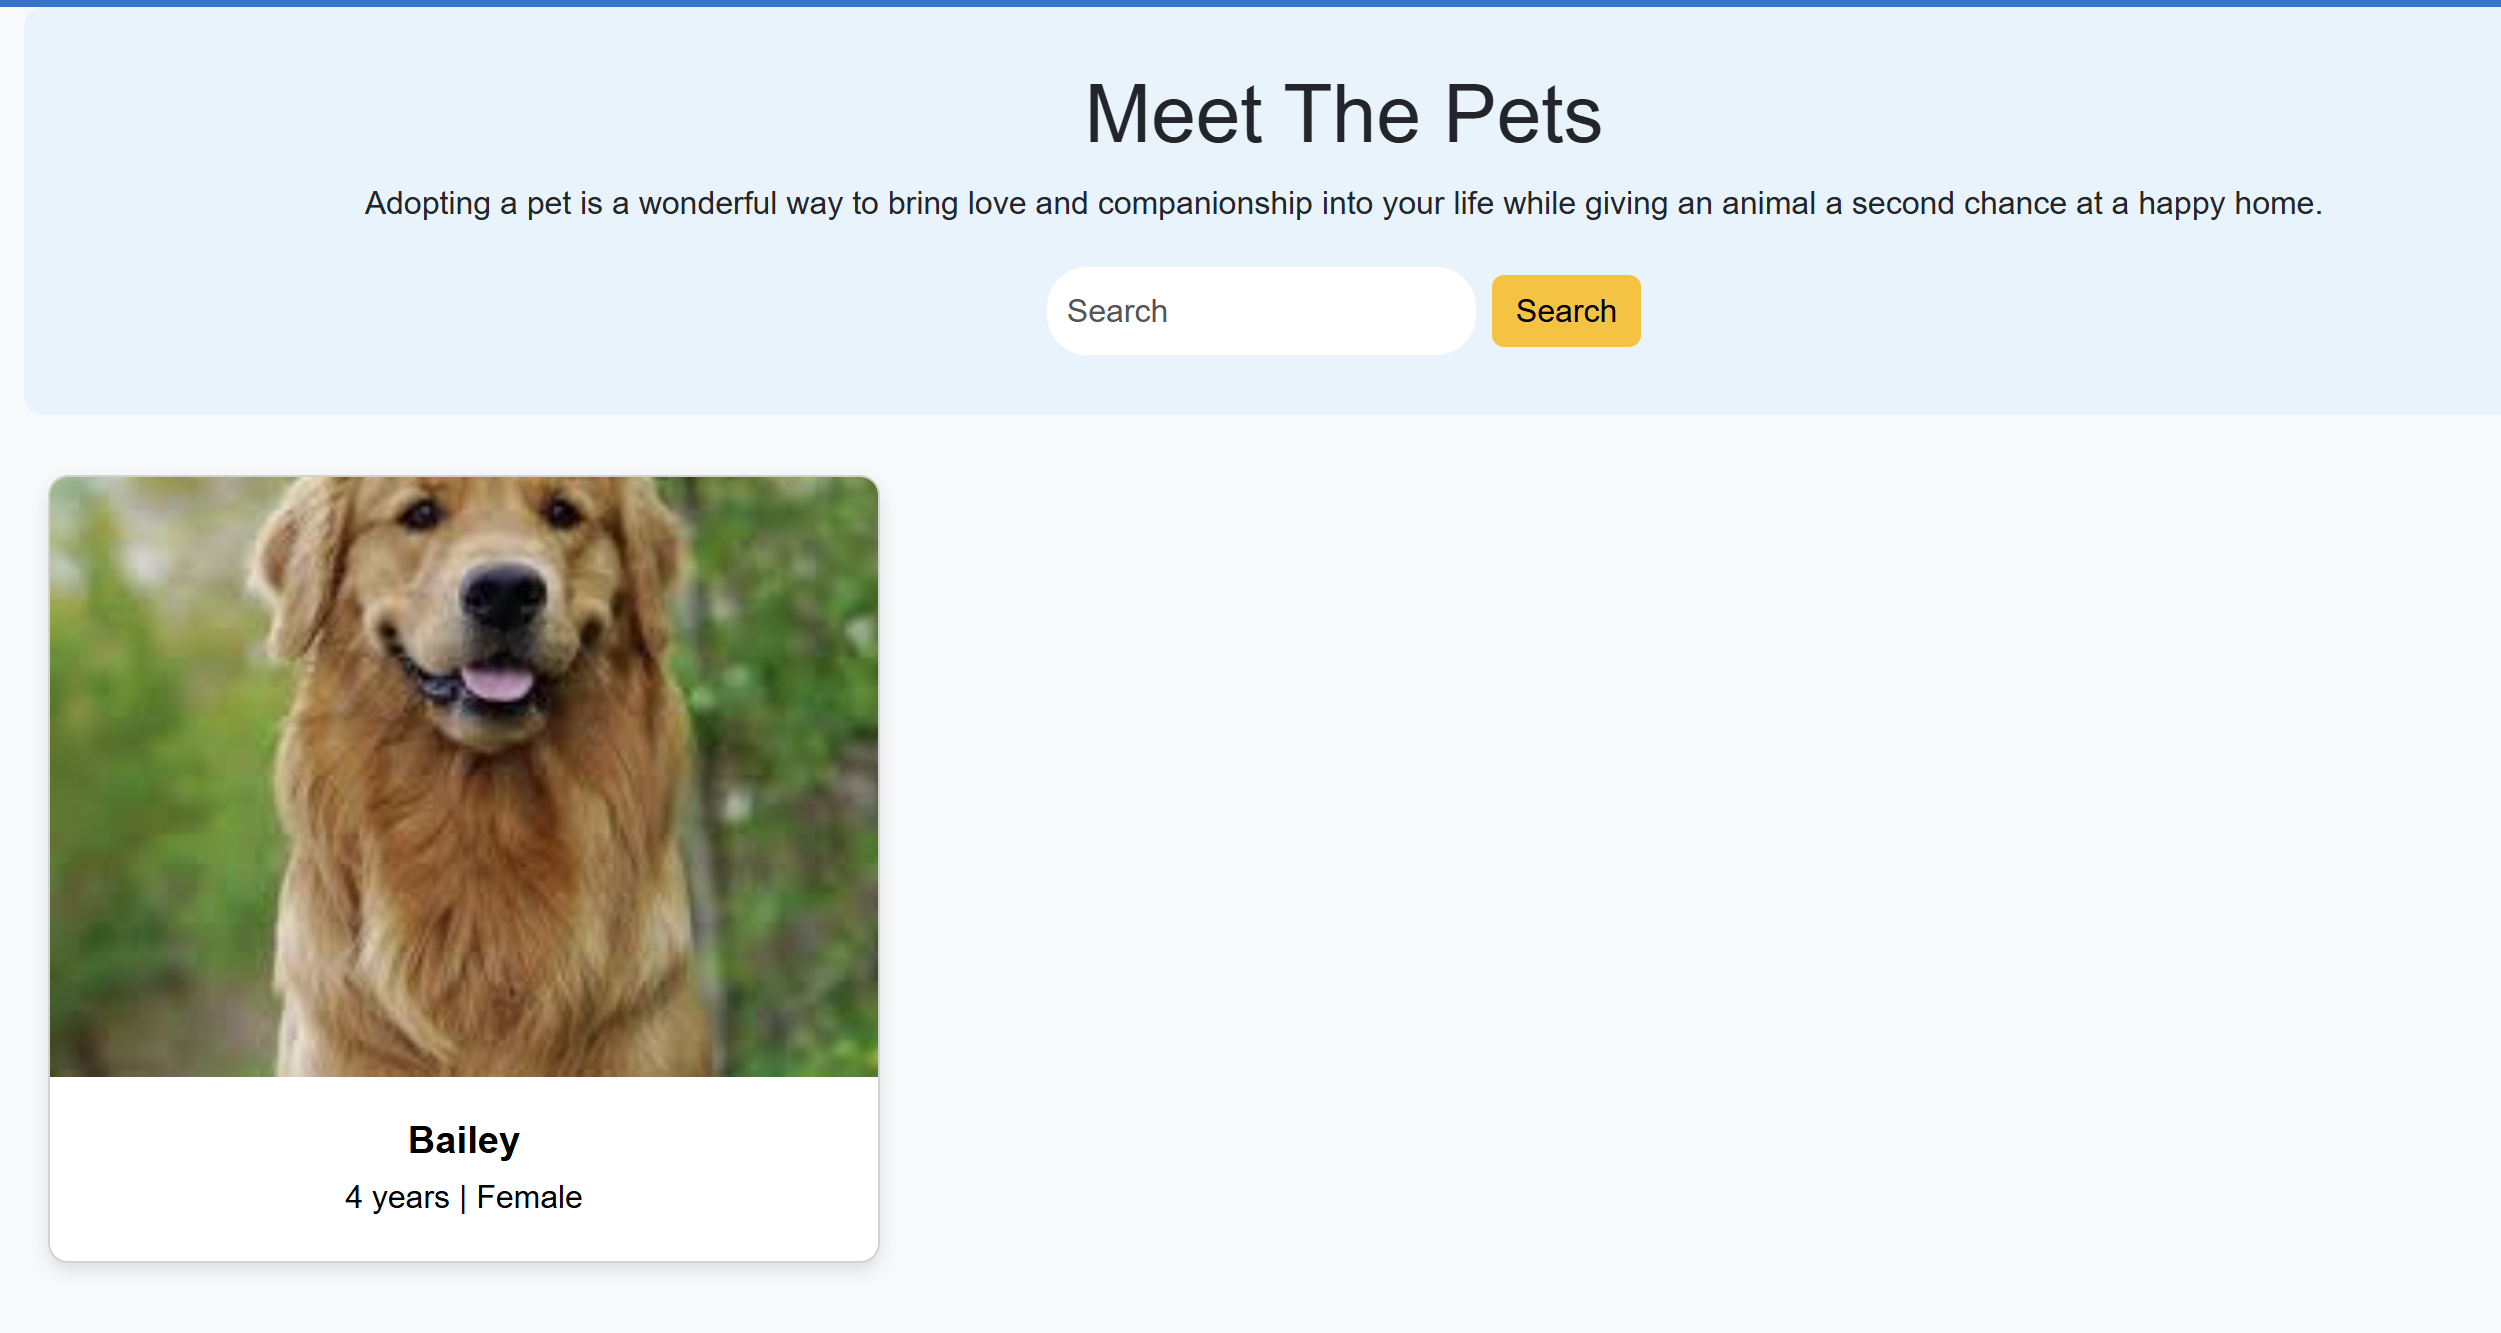 Meet The Pets
Adopting a pet is a wonderful way to bring love and companionship into your life while giving an animal a second chance at a happy home.
Search Search
Bailey
4 years | Female